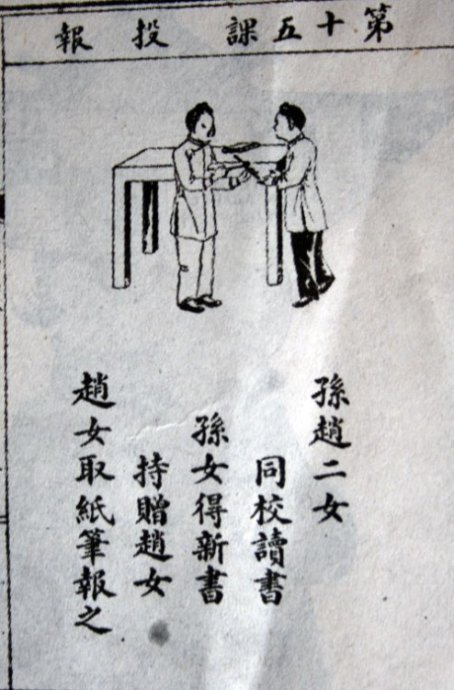 第十五課 投報
孫趙二女
同校讀書
孫女得新書
持贈趙女
趙女取紙筆報之